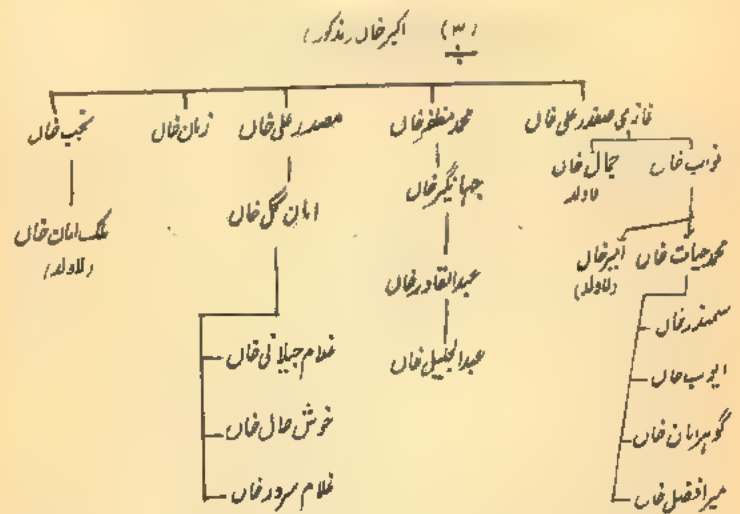 (۳) اکبر خاں (مذکور)
غازی صفدر علی خاں
محمد مظفر خاں
مصدر علی خاں
زمان خاں
نجب خاں
نواب خاں
جمال خاں
لاولد
جہانگیر خاں
امان گل خاں
ملک امان خاں
(لاولد)
محمد حیات خاں
امیر خاں
(لاولد)
عبدالقادر خاں
عبدالجلیل خاں
سمندر خاں
ایوب خاں
گوہر امان خاں
میر افضل خاں
غلام جیلانی خاں
خوش حال خاں
غلام سرور خاں